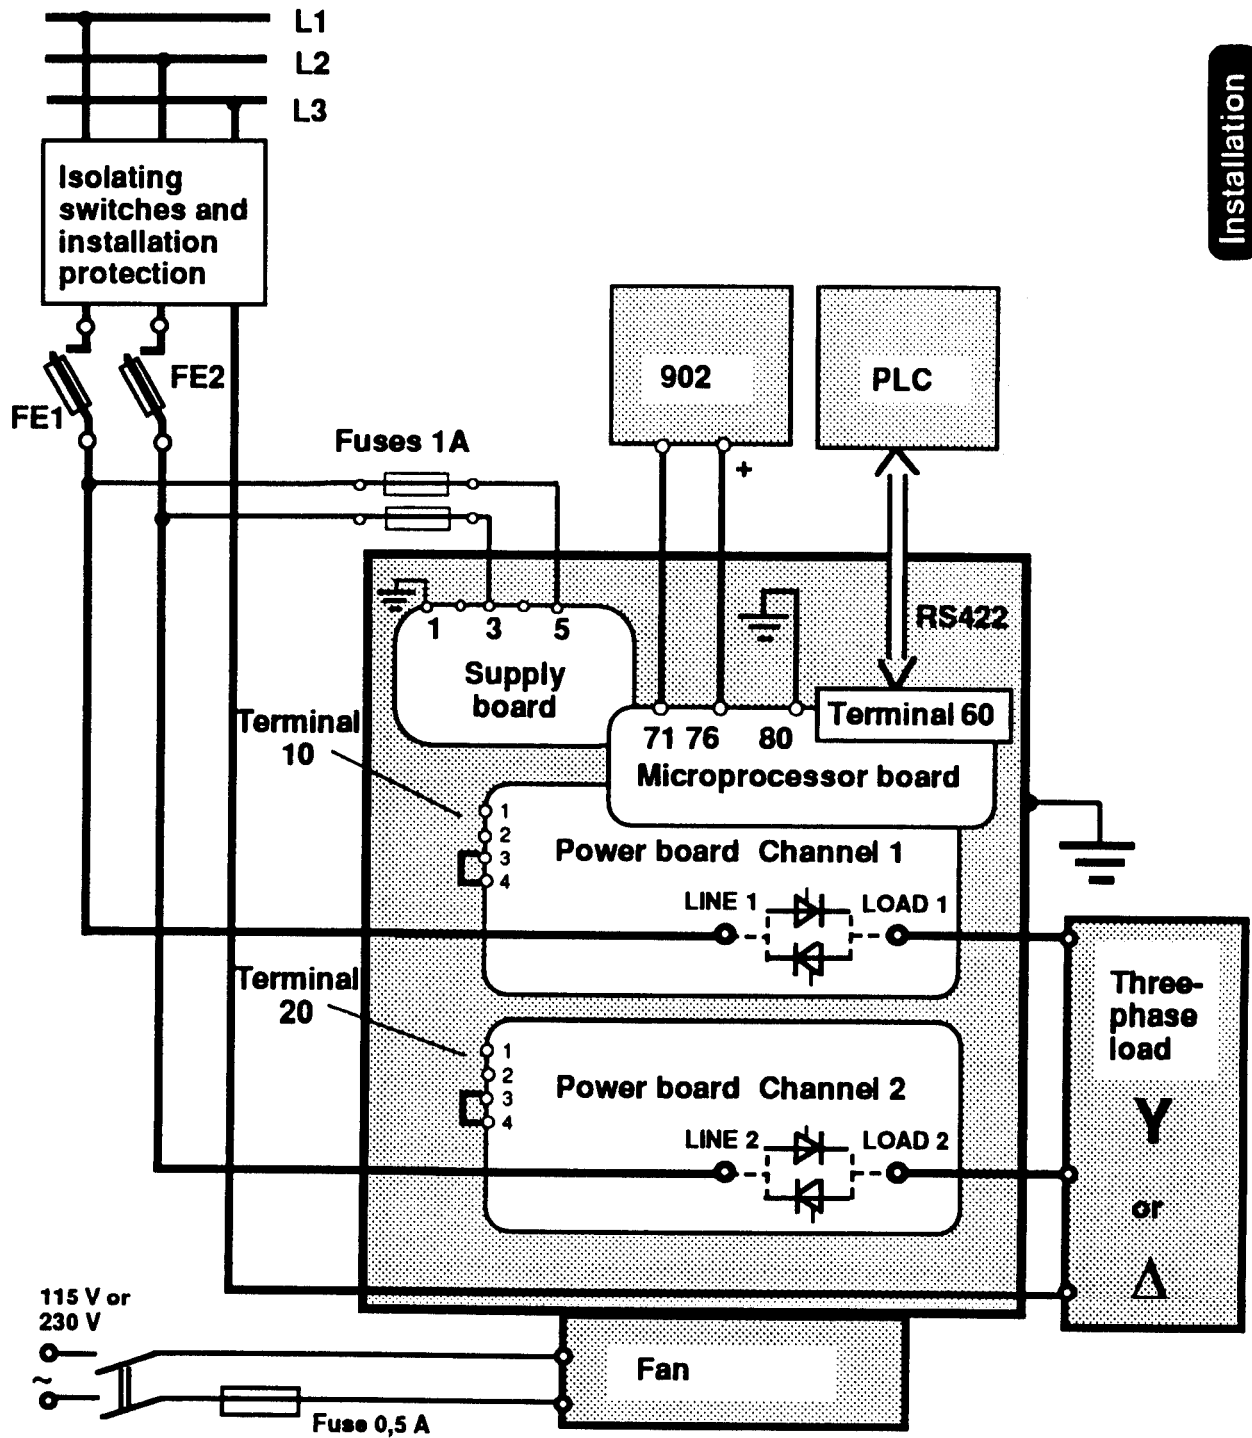 L1
L2
L3
Installation
Isolating
switches and
installation
protection
902
PLC
FE2
FE1
Fuses 1A
+
RS422
1 3 5
Supply
board
Terminal 60
71 76 80
Microprocessor board
Terminal
10
1
2
3
4
Power board Channel 1
LINE 1
LOAD 1
Terminal
20
Three-
phase
load
Y
or
Δ
1
2
3
4
Power board Channel 2
LINE 2
LOAD 2
115 V or
230 V
~
Fan
Fuse 0,5 A